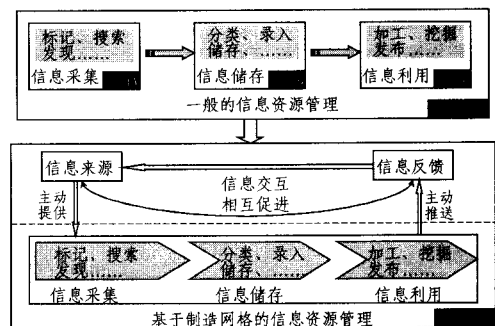 标记、搜索
发现……
分类、录入
储存、……
加工、挖掘
发布……
信息采集
信息储存
信息利用
一般的信息资源管理
信息来源
信息反馈
信息交互
相互促进
主动
提供
主动
推送
标记、搜索
发现……
分类、录入
储存、……
加工、挖掘
发布……
信息采集
信息储存
信息利用
基于制造网格的信息资源管理